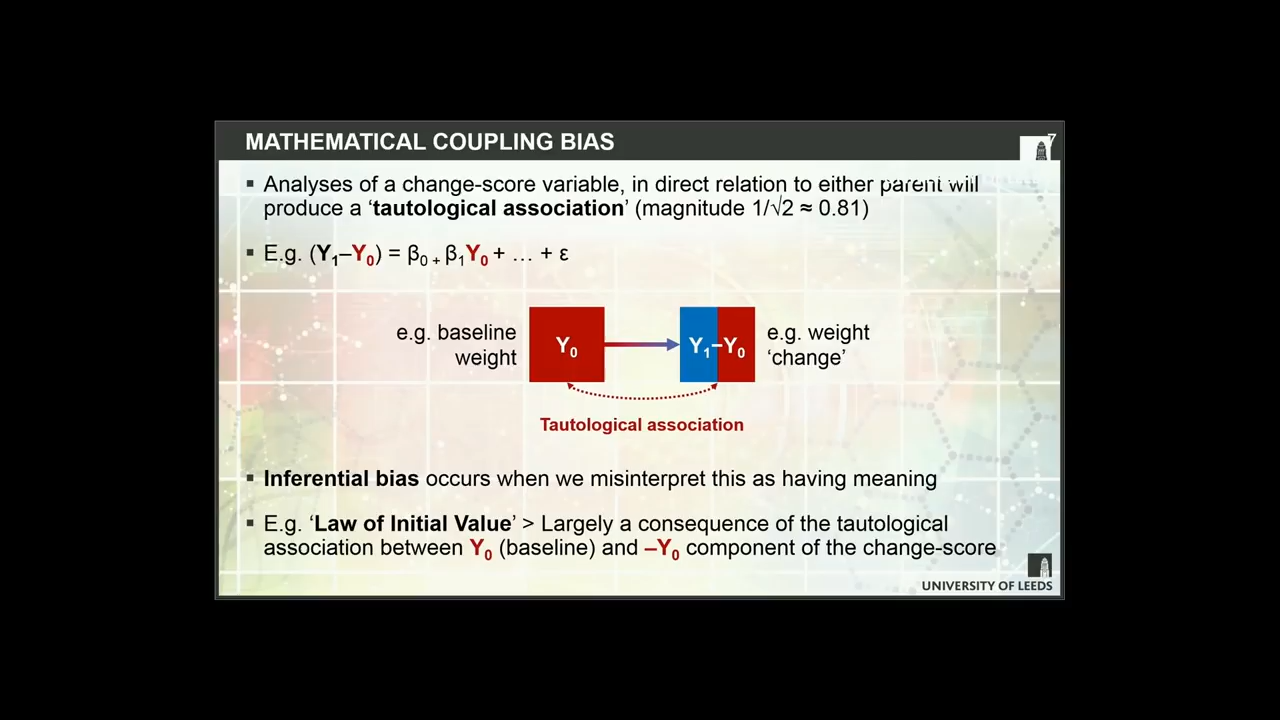 MATHEMATICAL COUPLING BIAS
7
▪ Analyses of a change-score variable, in direct relation to either parent will
produce a ‘tautological association’ (magnitude 1/√2 ≈ 0.81)
▪ E.g. (Y₁–Y₀) = β₀ + β₁Y₀ + … + ε
e.g. baseline
weight
Y₀
Y₁–Y₀
e.g. weight
‘change’
Tautological association
▪ Inferential bias occurs when we misinterpret this as having meaning
▪ E.g. ‘Law of Initial Value’ > Largely a consequence of the tautological
association between Y₀ (baseline) and –Y₀ component of the change-score
UNIVERSITY OF LEEDS